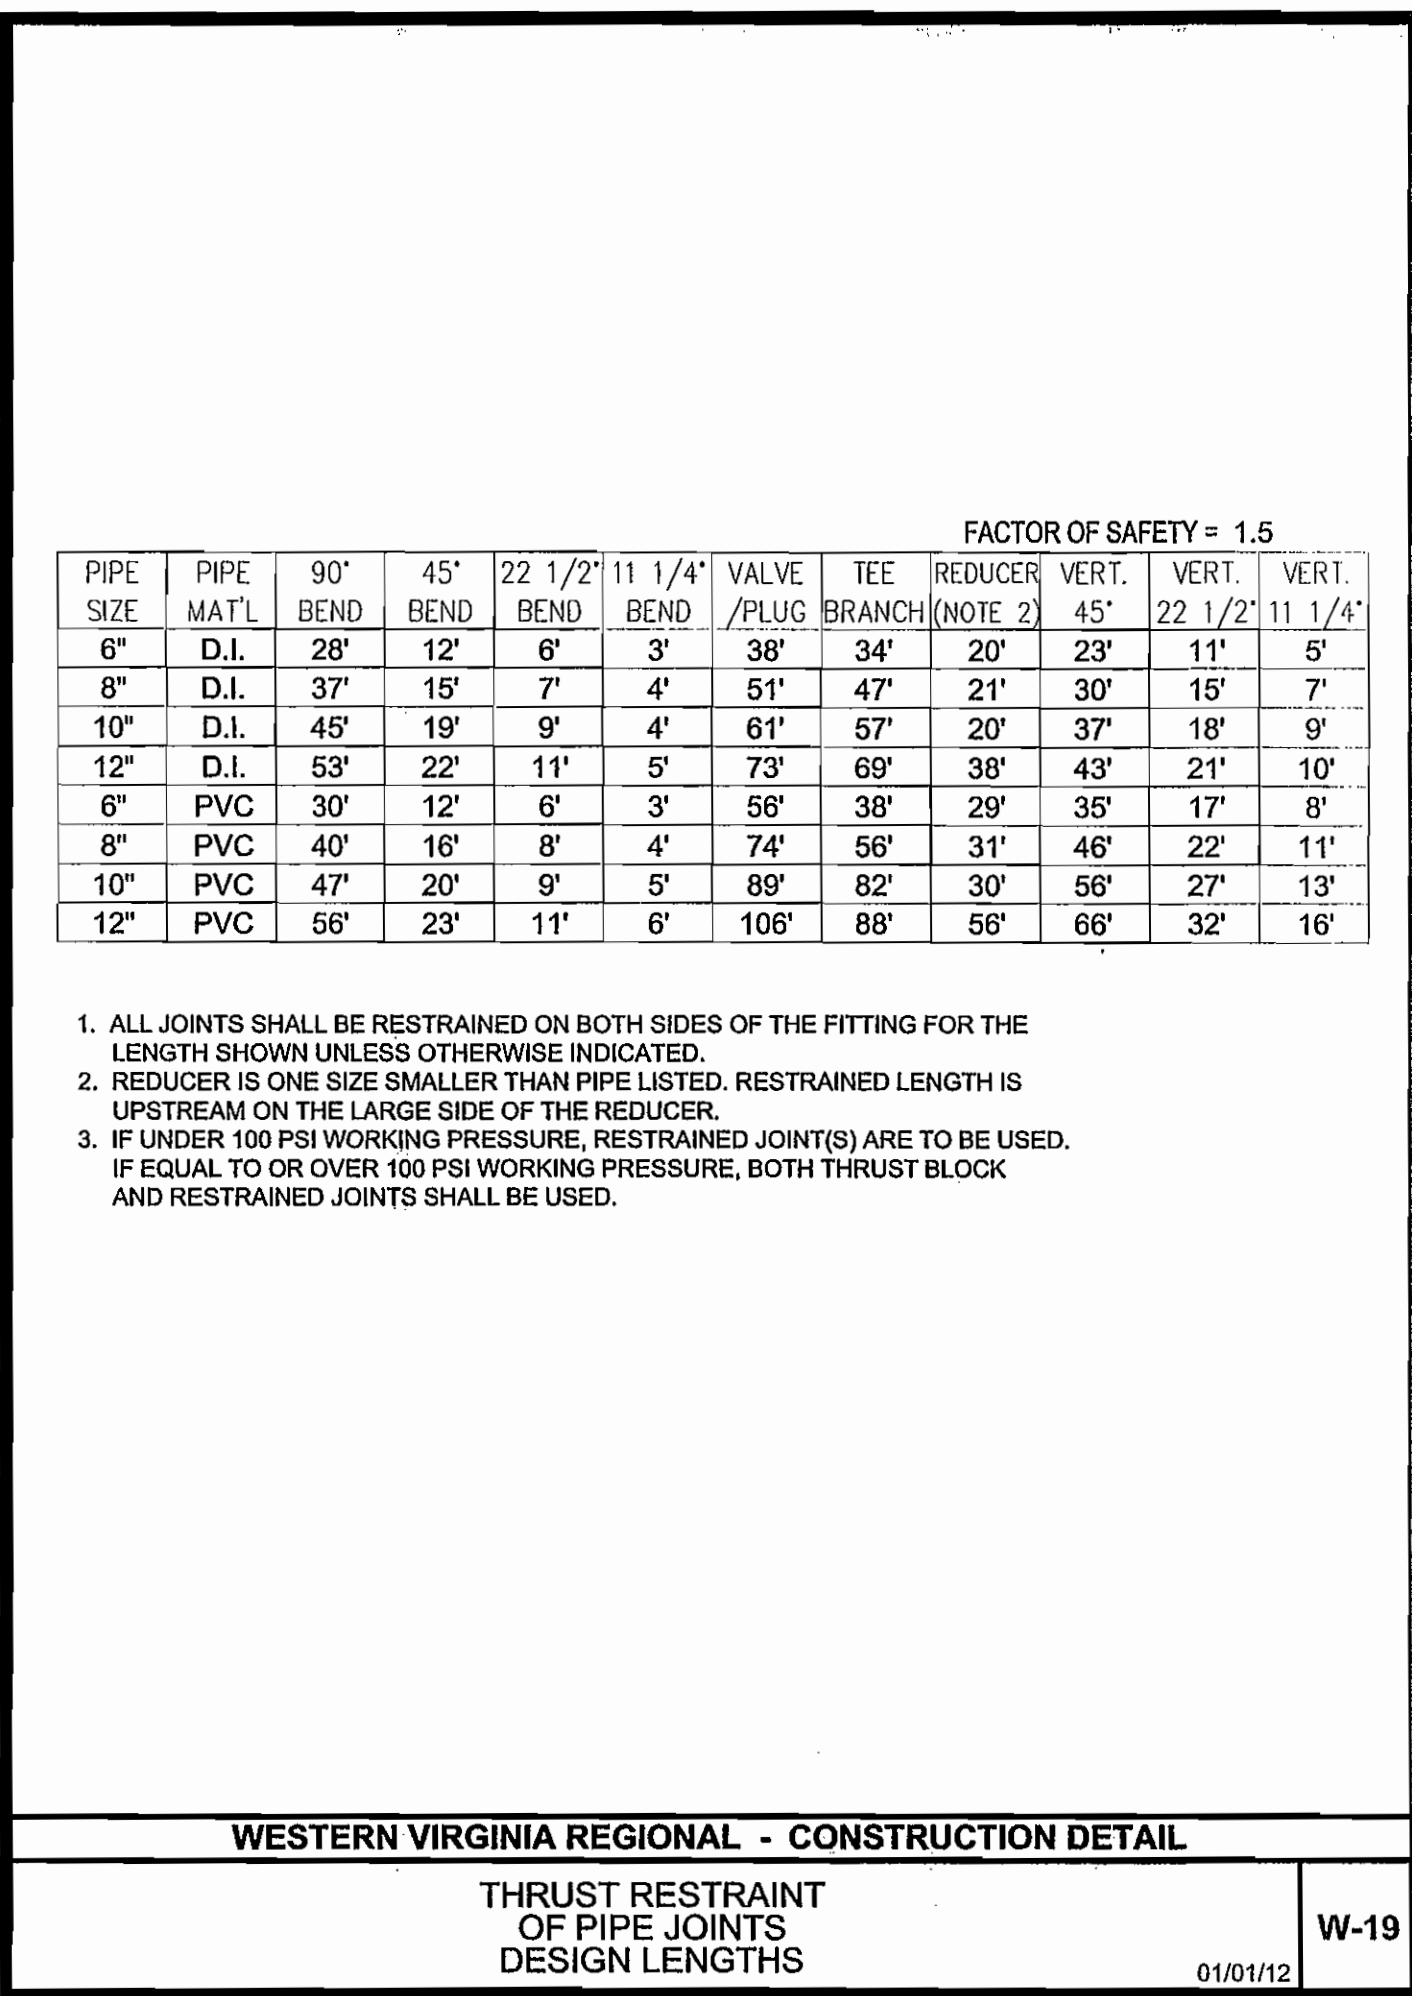 FACTOR OF SAFETY = 1.5
PIPE SIZE PIPE MAT'L 90° BEND 45° BEND 22 1/2° BEND 11 1/4° BEND VALVE /PLUG TEE BRANCH REDUCER (NOTE 2) VERT. 45° VERT. 22 1/2° VERT. 11 1/4°
6" D.I. 28' 12' 6' 3' 38' 34' 20' 23' 11' 5'
8" D.I. 37' 15' 7' 4' 51' 47' 21' 30' 15' 7'
10" D.I. 45' 19' 9' 4' 61' 57' 20' 37' 18' 9'
12" D.I. 53' 22' 11' 5' 73' 69' 38' 43' 21' 10'
6" PVC 30' 12' 6' 3' 56' 38' 29' 35' 17' 8'
8" PVC 40' 16' 8' 4' 74' 56' 31' 46' 22' 11'
10" PVC 47' 20' 9' 5' 89' 82' 30' 56' 27' 13'
12" PVC 56' 23' 11' 6' 106' 88' 56' 66' 32' 16'
1. ALL JOINTS SHALL BE RESTRAINED ON BOTH SIDES OF THE FITTING FOR THE
LENGTH SHOWN UNLESS OTHERWISE INDICATED.
2. REDUCER IS ONE SIZE SMALLER THAN PIPE LISTED. RESTRAINED LENGTH IS
UPSTREAM ON THE LARGE SIDE OF THE REDUCER.
3. IF UNDER 100 PSI WORKING PRESSURE, RESTRAINED JOINT(S) ARE TO BE USED.
IF EQUAL TO OR OVER 100 PSI WORKING PRESSURE, BOTH THRUST BLOCK
AND RESTRAINED JOINTS SHALL BE USED.
WESTERN VIRGINIA REGIONAL - CONSTRUCTION DETAIL
THRUST RESTRAINT
OF PIPE JOINTS
DESIGN LENGTHS
01/01/12
W-19